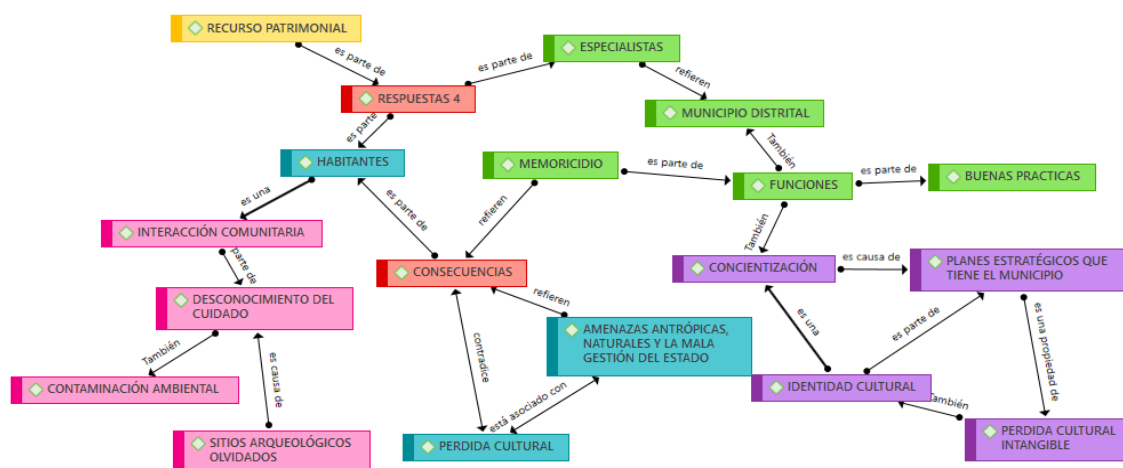 RECURSO PATRIMONIAL
es parte de
ESPECIALISTAS
es parte de
refieren
RESPUESTAS 4
MUNICIPIO DISTRITAL
es parte
También
HABITANTES
MEMORICIDIO
es parte de
FUNCIONES
es parte de
BUENAS PRACTICAS
es una
es parte de
refieren
También
INTERACCIÓN COMUNITARIA
parte de
CONSECUENCIAS
CONCIENTIZACIÓN
es causa de
PLANES ESTRATÉGICOS QUE
TIENE EL MUNICIPIO
DESCONOCIMIENTO DEL
CUIDADO
refieren
es una
es parte de
es una propiedad de
También
es causa de
contradice
AMENAZAS ANTRÓPICAS,
NATURALES Y LA MALA
GESTIÓN DEL ESTADO
CONTAMINACIÓN AMBIENTAL
IDENTIDAD CULTURAL
También
está asociado con
SITIOS ARQUEOLÓGICOS
OLVIDADOS
PERDIDA CULTURAL
PERDIDA CULTURAL
INTANGIBLE